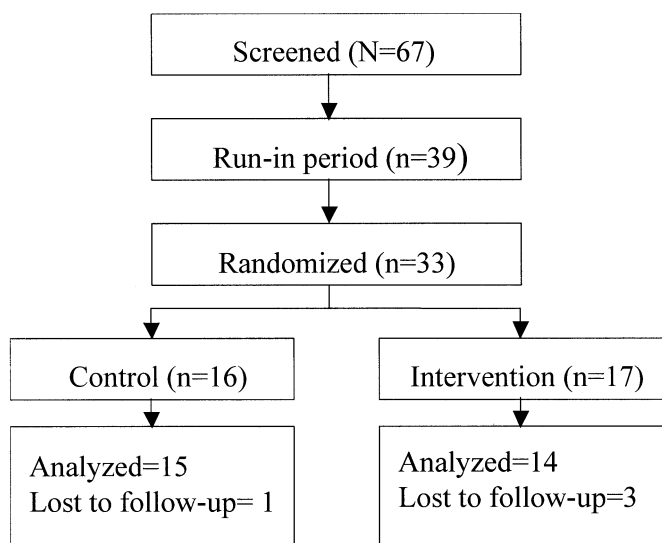 Screened (N=67)
Run-in period (n=39)
Randomized (n=33)
Control (n=16)
Intervention (n=17)
Analyzed=15
Lost to follow-up= 1
Analyzed=14
Lost to follow-up=3